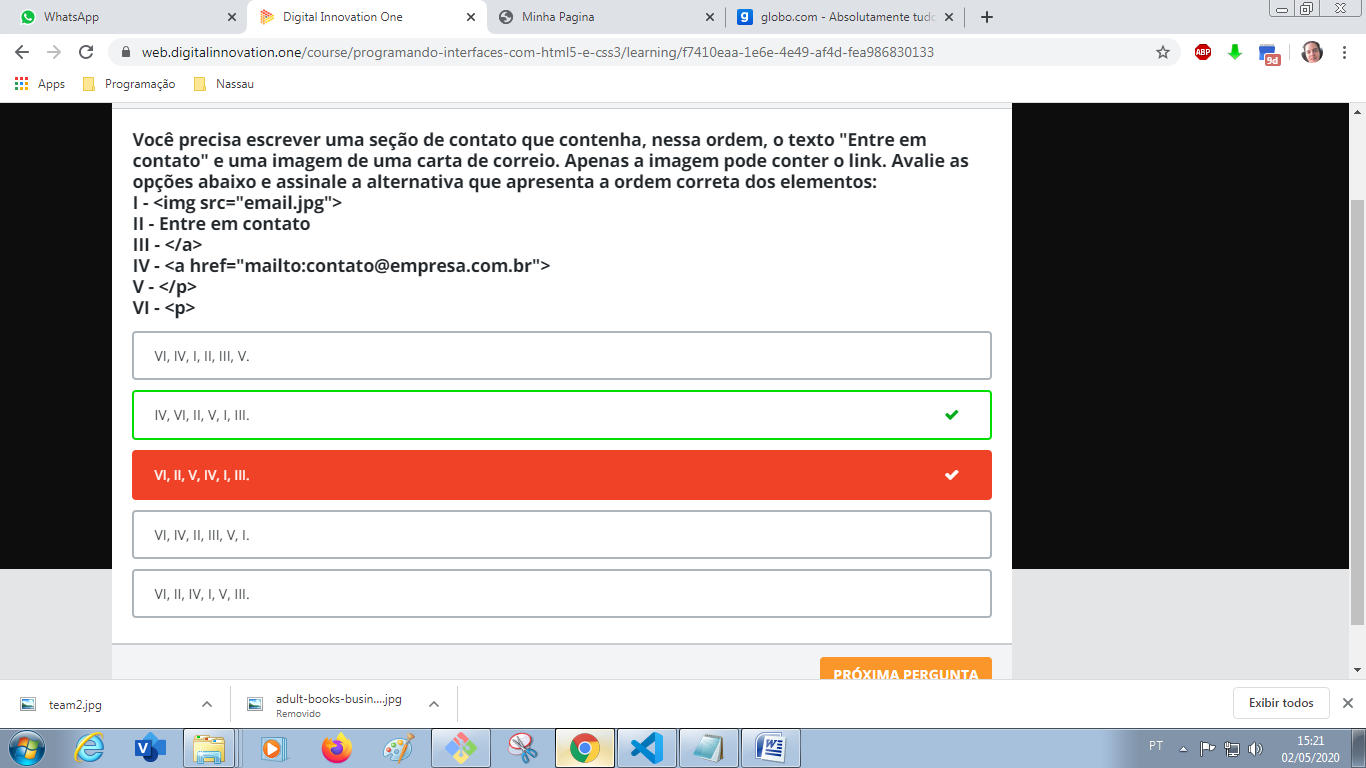 WhatsApp
Digital Innovation One
Minha Pagina
globo.com - Absolutamente tudo
web.digitalinnovation.one/course/programando-interfaces-com-html5-e-css3/learning/f7410eaa-1e6e-4e49-af4d-fea986830133
ABP
9d
Apps
Programação
Nassau
Você precisa escrever uma seção de contato que contenha, nessa ordem, o texto "Entre em
contato" e uma imagem de uma carta de correio. Apenas a imagem pode conter o link. Avalie as
opções abaixo e assinale a alternativa que apresenta a ordem correta dos elementos:
I - <img src="email.jpg">
II - Entre em contato
III - </a>
IV - <a href="mailto:contato@empresa.com.br">
V - </p>
VI - <p>
VI, IV, I, II, III, V.
IV, VI, II, V, I, III.
VI, II, V, IV, I, III.
VI, IV, II, III, V, I.
VI, II, IV, I, V, III.
PRÓXIMA PERGUNTA
team2.jpg
adult-books-busin....jpg
Removido
Exibir todos
PT
15:21
02/05/2020